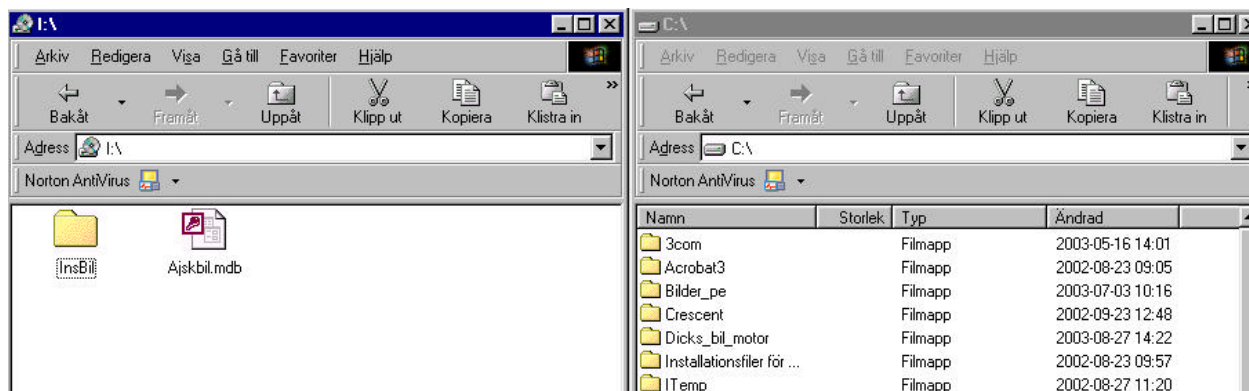 I:\
Arkiv Redigera Visa Gå till Favoriter Hjälp
Bakåt Framåt Uppåt Klipp ut Kopiera Klistra in »
Adress I:\
Norton AntiVirus
InsBil Ajskbil.mdb
C:\
Arkiv Redigera Visa Gå till Favoriter Hjälp
Bakåt Framåt Uppåt Klipp ut Kopiera Klistra in
Adress C:\
Norton AntiVirus
Namn Storlek Typ Ändrad
3com Filmapp 2003-05-16 14:01
Acrobat3 Filmapp 2002-08-23 09:05
Bilder_pe Filmapp 2003-07-03 10:16
Crescent Filmapp 2002-09-23 12:48
Dicks_bil_motor Filmapp 2003-08-27 14:22
Installationsfiler för ... Filmapp 2002-08-23 09:57
ITemp Filmapp 2002-08-27 11:20